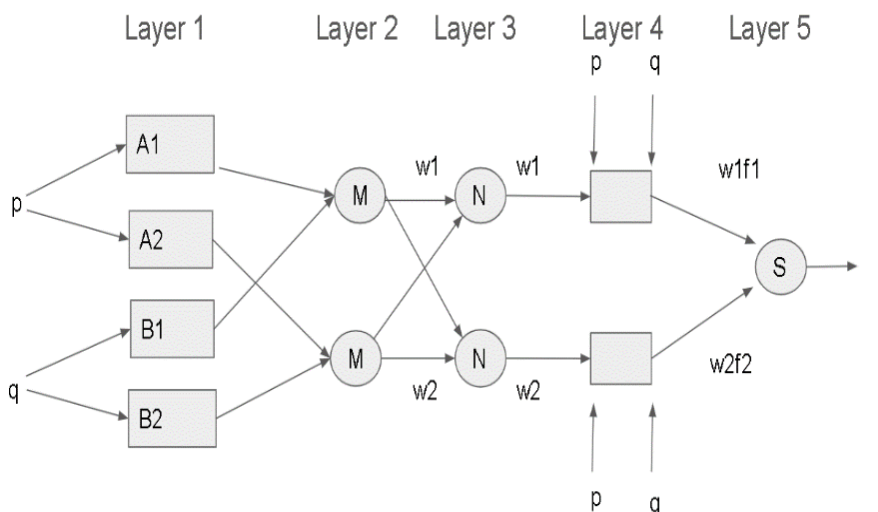 Layer 1 Layer 2 Layer 3 Layer 4 Layer 5
p q
A1
w1 w1 w1f1
M N
p
A2
S
B1
M N
w2f2
q
w2 w2
B2
p q